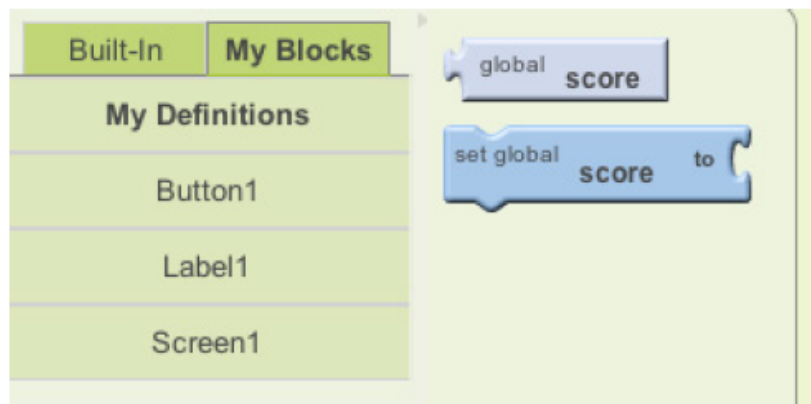 Built-In My Blocks
My Definitions
Button1
Label1
Screen1
global score
set global score to